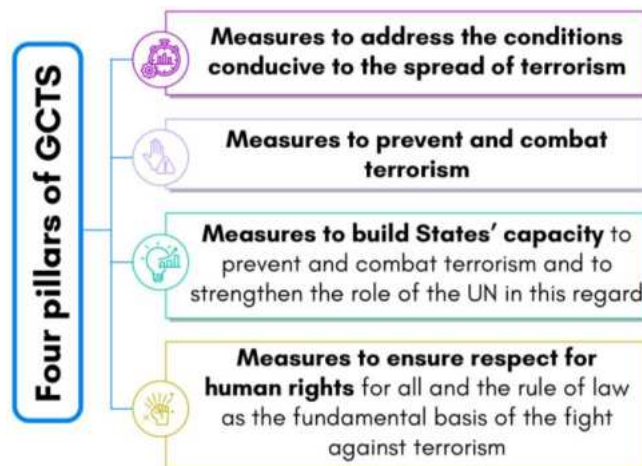 Four pillars of GCTS
Measures to address the conditions
conducive to the spread of terrorism
Measures to prevent and combat
terrorism
Measures to build States’ capacity to
prevent and combat terrorism and to
strengthen the role of the UN in this regard
Measures to ensure respect for
human rights for all and the rule of law
as the fundamental basis of the fight
against terrorism